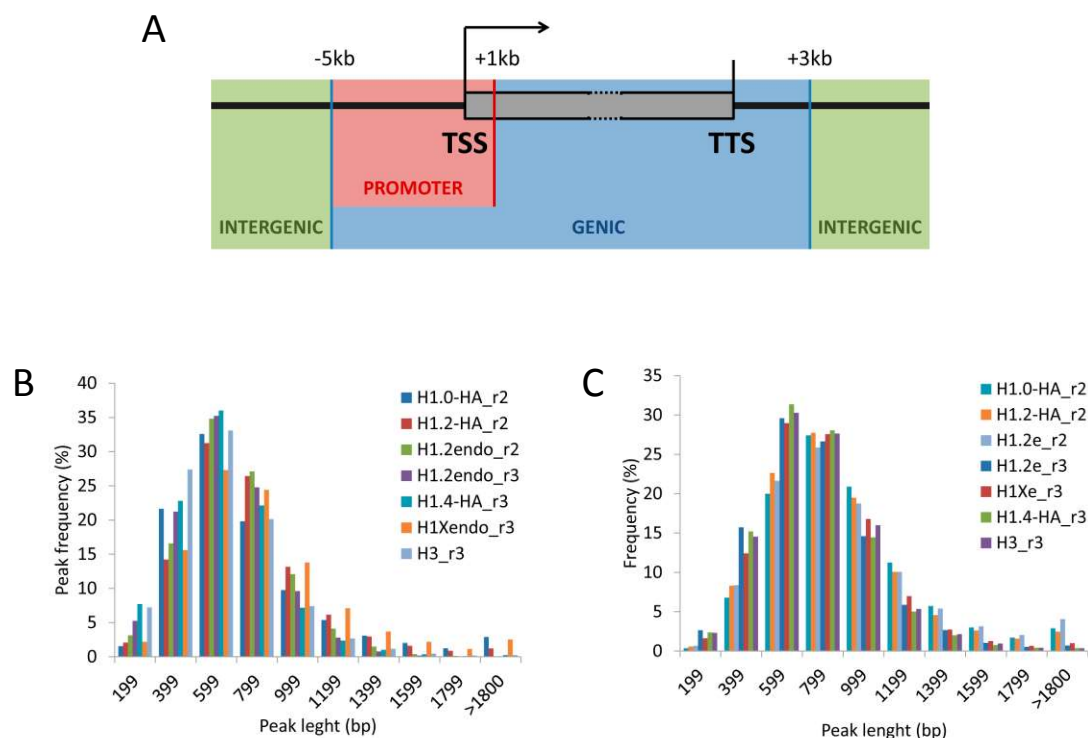 A
-5kb +1kb +3kb
TSS TTS
PROMOTER
INTERGENIC GENIC INTERGENIC
B
Peak frequency (%)
40
35
30
25
20
15
10
5
0
199 399 599 799 999 1199 1399 1599 1799 >1800
Peak leght (bp)
H1.0-HA_r2
H1.2-HA_r2
H1.2endo_r2
H1.2endo_r3
H1.4-HA_r3
H1Xendo_r3
H3_r3
C
Frequency (%)
35
30
25
20
15
10
5
0
199 399 599 799 999 1199 1399 1599 1799 >1800
Peak lenght (bp)
H1.0-HA_r2
H1.2-HA_r2
H1.2e_r2
H1.2e_r3
H1Xe_r3
H1.4-HA_r3
H3_r3